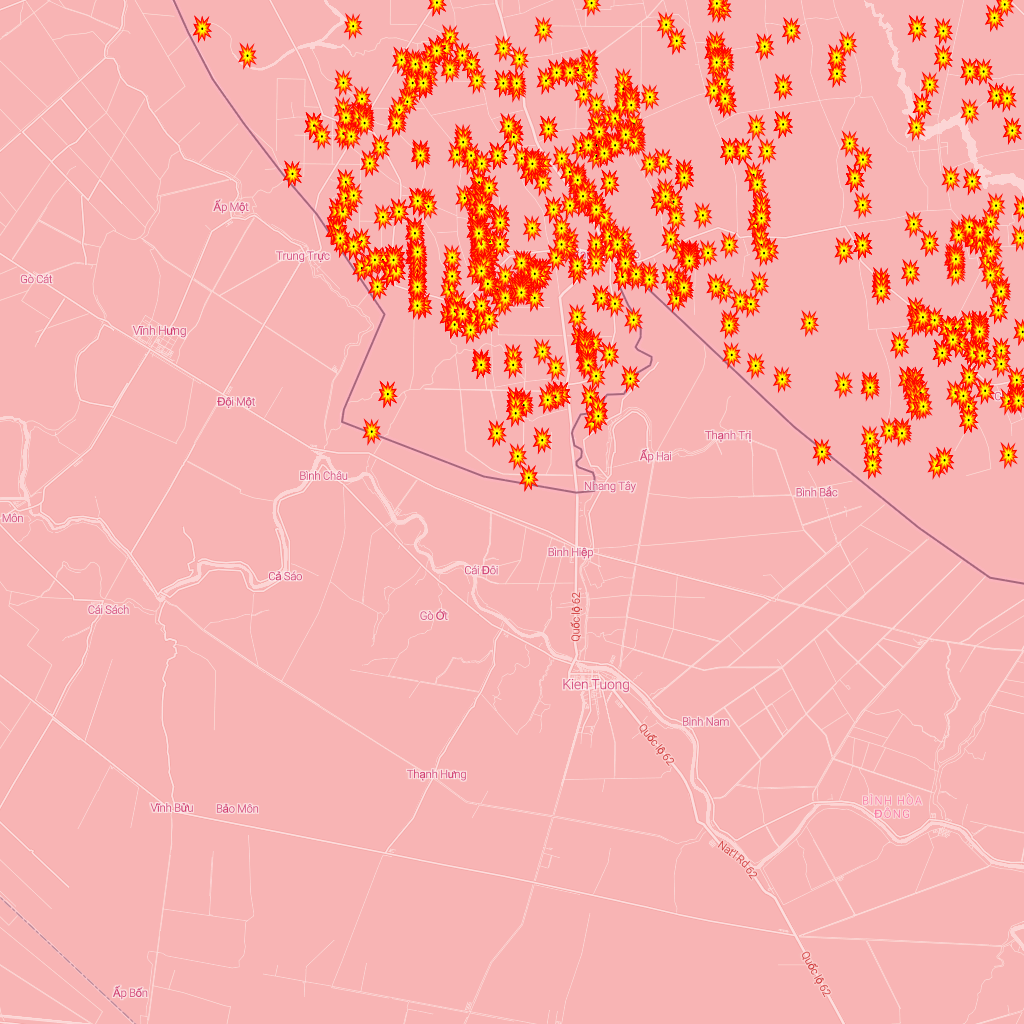 Ấp Một
Trung Trực
Gò Cát
Vĩnh Hưng
Đội Một
Thạnh Trị
Ấp Hai
Bình Châu
Nhang Tây
Bình Bắc
Môn
Bình Hiệp
Cái Đôi
Cả Sáo
Cái Sách
Gò Ớt
Quốc lộ 62
Kien Tuong
Bình Nam
Quốc lộ 62
Thạnh Hưng
Vĩnh Bửu
Bảo Môn
BÌNH HÒA
ĐÔNG
Nat'l Rd 62
Quốc lộ 62
Ấp Bốn